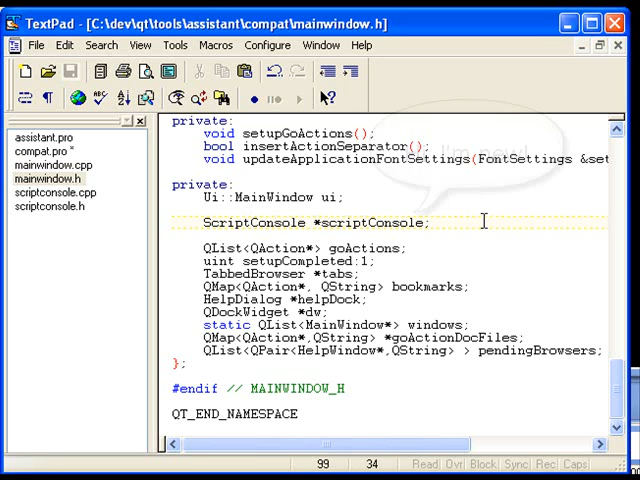 TextPad - [C:\dev\qt\tools\assistant\compat\mainwindow.h]
File Edit Search View Tools Macros Configure Window Help
assistant.pro
compat.pro *
mainwindow.cpp
mainwindow.h
scriptconsole.cpp
scriptconsole.h
private:
void setupGoActions();
bool insertActionSeparator();
void updateApplicationFontSettings(FontSettings &set
I'm new!
private:
Ui::MainWindow ui;
ScriptConsole *scriptConsole;
QList<QAction*> goActions;
uint setupCompleted:1;
TabbedBrowser *tabs;
QMap<QAction*, QString> bookmarks;
HelpDialog *helpDock;
QDockWidget *dw;
static QList<MainWindow*> windows;
QMap<QAction*,QString> *goActionDocFiles;
QList<QPair<HelpWindow*,QString> > pendingBrowsers;
};
#endif // MAINWINDOW_H
QT_END_NAMESPACE
99 34 Read Ovr Block Sync Rec Caps